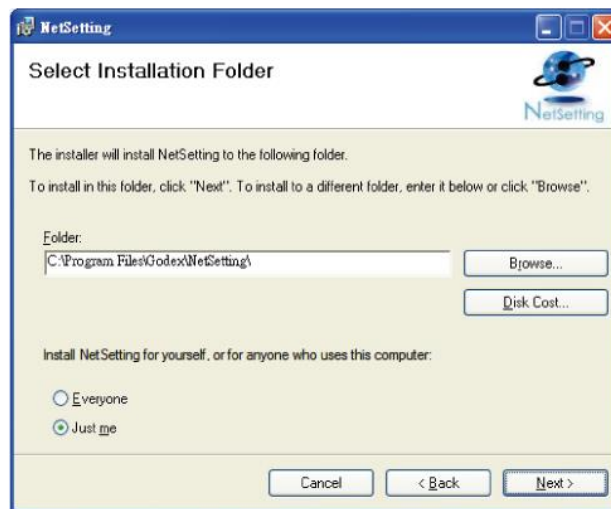 NetSetting
Select Installation Folder
NetSetting
The installer will install NetSetting to the following folder.
To install in this folder, click "Next". To install to a different folder, enter it below or click "Browse".
Folder:
C:\Program Files\Godex\NetSetting\
Browse...
Disk Cost...
Install NetSetting for yourself, or for anyone who uses this computer:
Everyone
Just me
Cancel
< Back
Next >